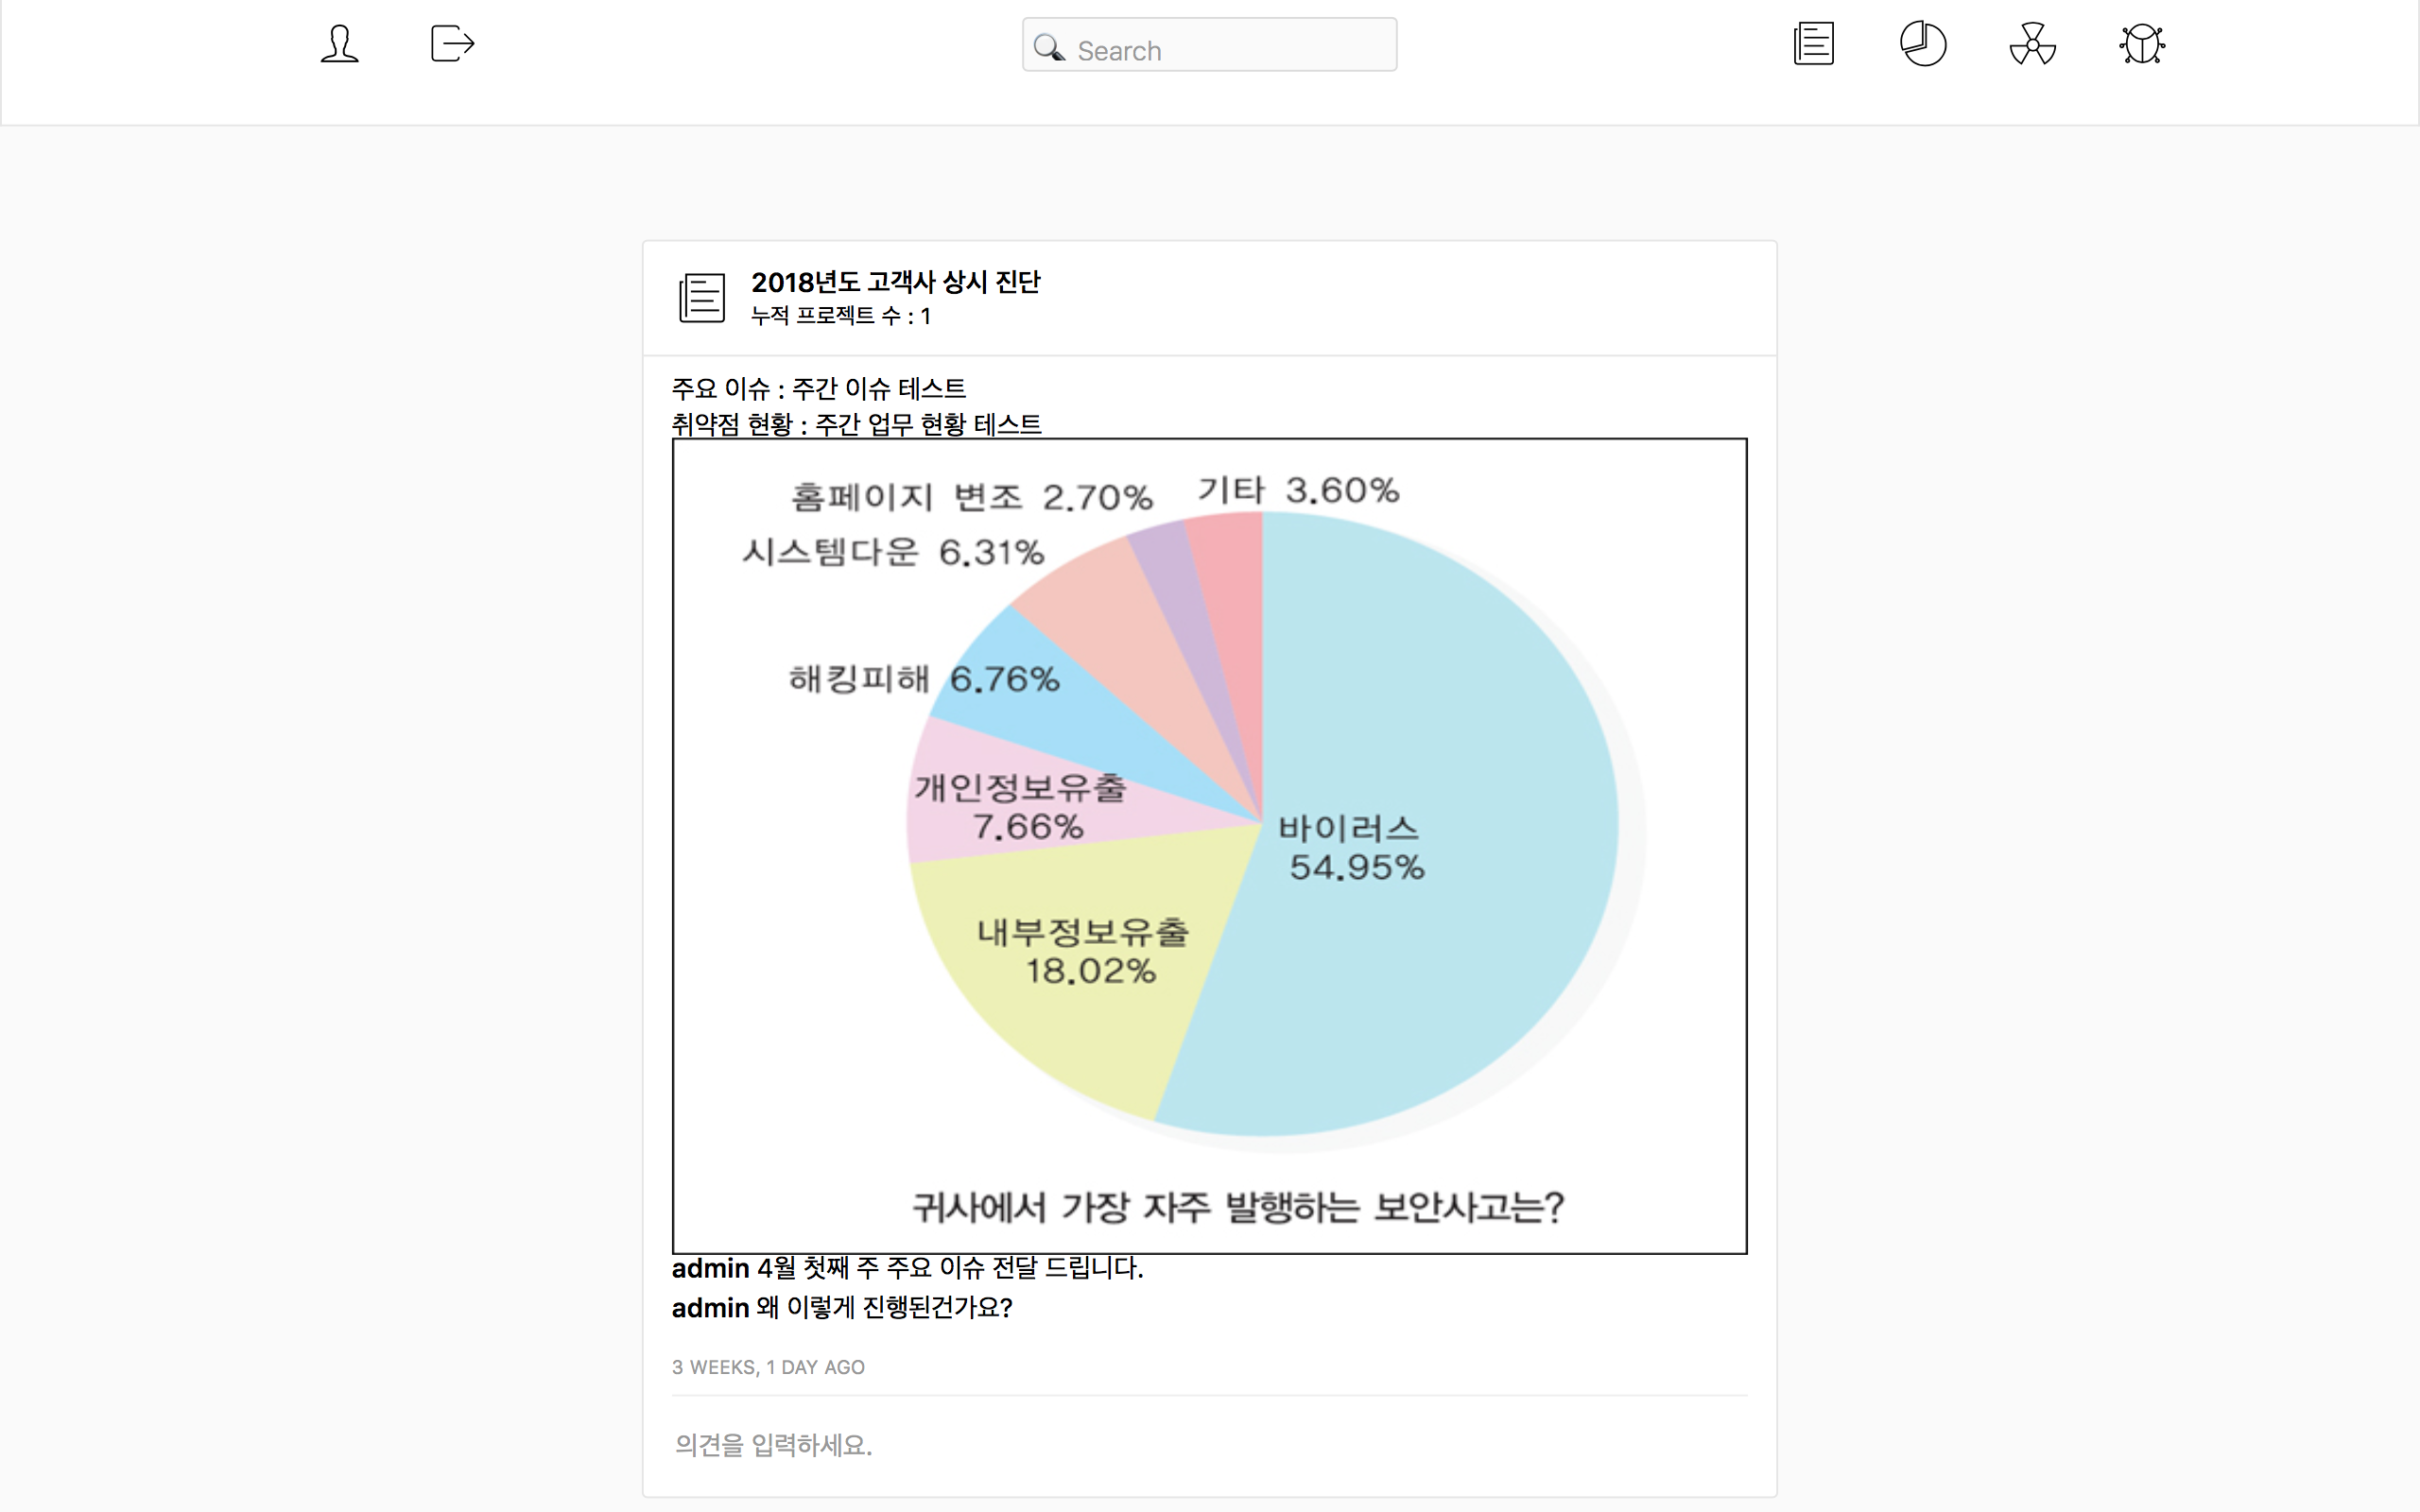 Search
2018년도 고객사 상시 진단
누적 프로젝트 수 : 1
주요 이슈 : 주간 이슈 테스트
취약점 현황 : 주간 업무 현황 테스트
홈페이지 변조 2.70%
기타 3.60%
시스템다운 6.31%
해킹피해 6.76%
개인정보유출
7.66%
바이러스
54.95%
내부정보유출
18.02%
귀사에서 가장 자주 발행하는 보안사고는?
admin 4월 첫째 주 주요 이슈 전달 드립니다.
admin 왜 이렇게 진행된건가요?
3 WEEKS, 1 DAY AGO
의견을 입력하세요.